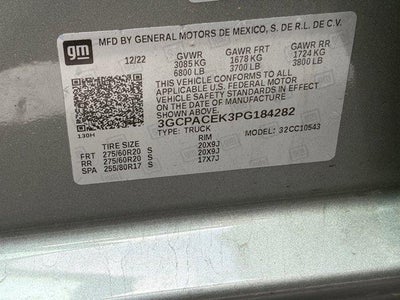 gm
MFD BY GENERAL MOTORS DE MEXICO, S. DE R.L. DE C.V.
12/22 GVWR GAWR FRT GAWR RR
3085 KG 1678 KG 1724 KG
6800 LB 3700 LB 3800 LB
THIS VEHICLE CONFORMS TO ALL
APPLICABLE U.S. FEDERAL MOTOR
VEHICLE SAFETY AND THEFT PREVENTION
STANDARDS IN EFFECT ON THE DATE OF
MANUFACTURE SHOWN ABOVE.
3GCPACEK3PG184282
130H TYPE: TRUCK MODEL: 32CC10543
TIRE SIZE RIM
FRT 275/60R20 S 20X9J
RR 275/60R20 S 20X9J
SPA 255/80R17 S 17X7J